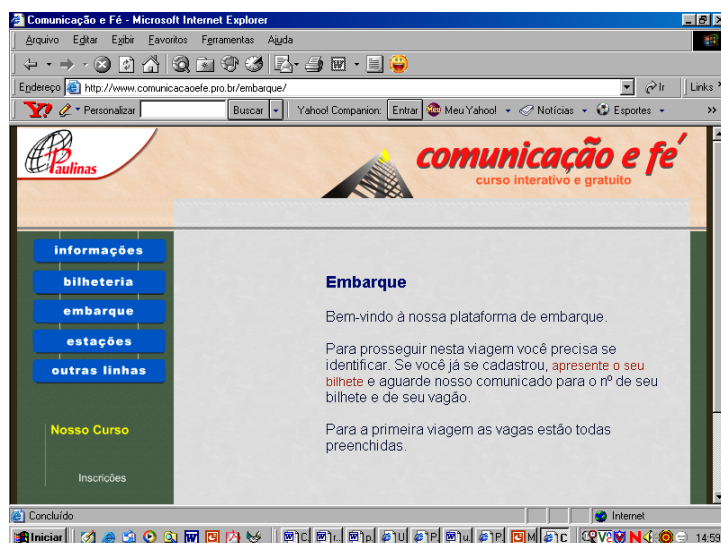 Comunicação e Fé - Microsoft Internet Explorer
Arquivo Editar Exibir Favoritos Ferramentas Ajuda
Endereço http://www.comunicacaoefe.pro.br/embarque/ Ir Links
Y! Personalizar Buscar Yahoo! Companion: Entrar Meu Yahoo! Notícias Esportes
Paulinas
comunicação e fé
curso interativo e gratuito
informações
bilheteria
embarque
estações
outras linhas
Nosso Curso
Inscrições
Embarque
Bem-vindo à nossa plataforma de embarque.
Para prosseguir nesta viagem você precisa se
identificar. Se você já se cadastrou, apresente o seu
bilhete e aguarde nosso comunicado para o nº de seu
bilhete e de seu vagão.
Para a primeira viagem as vagas estão todas
preenchidas.
Concluído Internet
Iniciar 14:59